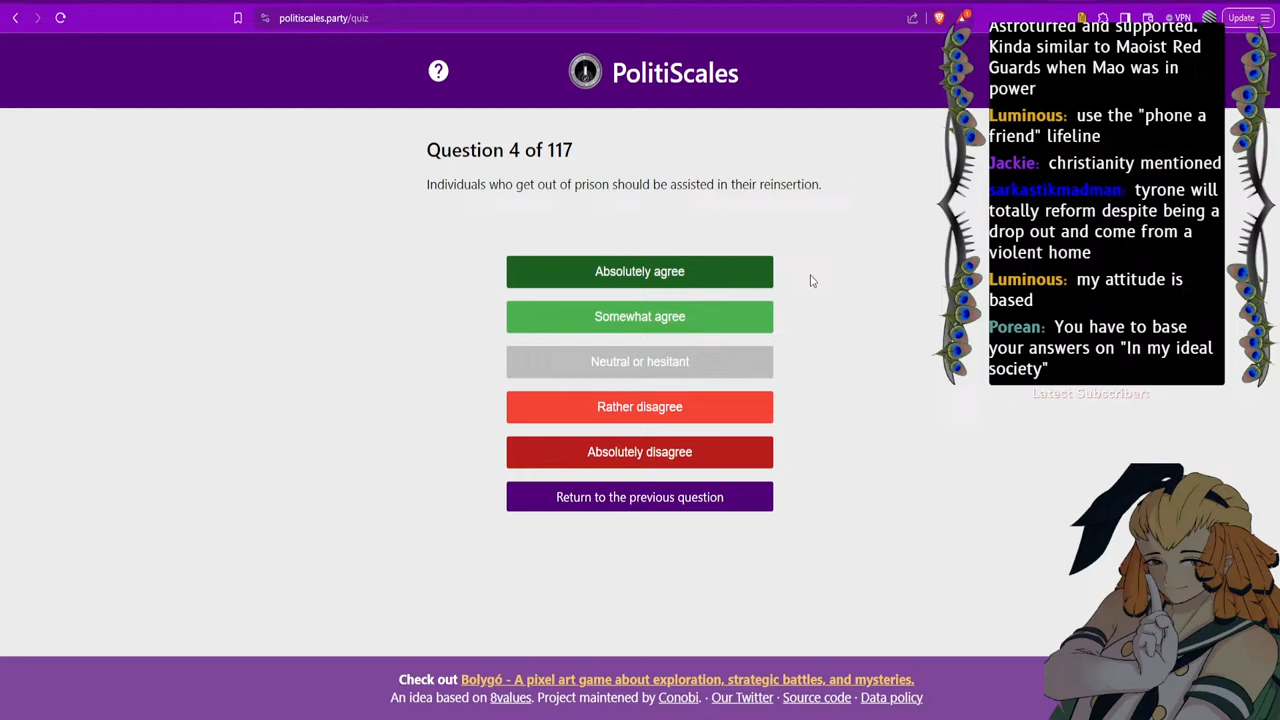 politiscales.party/quiz
VPN
Update
PolitiScales
Question 4 of 117
Individuals who get out of prison should be assisted in their reinsertion.
Absolutely agree
Somewhat agree
Neutral or hesitant
Rather disagree
Absolutely disagree
Return to the previous question
Astroturfed and supported.
Kinda similar to Maoist Red
Guards when Mao was in
power
Luminous: use the "phone a
friend" lifeline
Jackie: christianity mentioned
sarkastikmadman: tyrone will
totally reform despite being a
drop out and come from a
violent home
Luminous: my attitude is
based
Porean: You have to base
your answers on "In my ideal
society"
Latest Subscriber:
Check out Bolygó - A pixel art game about exploration, strategic battles, and mysteries.
An idea based on 8values. Project maintened by Conobi. · Our Twitter · Source code · Data policy